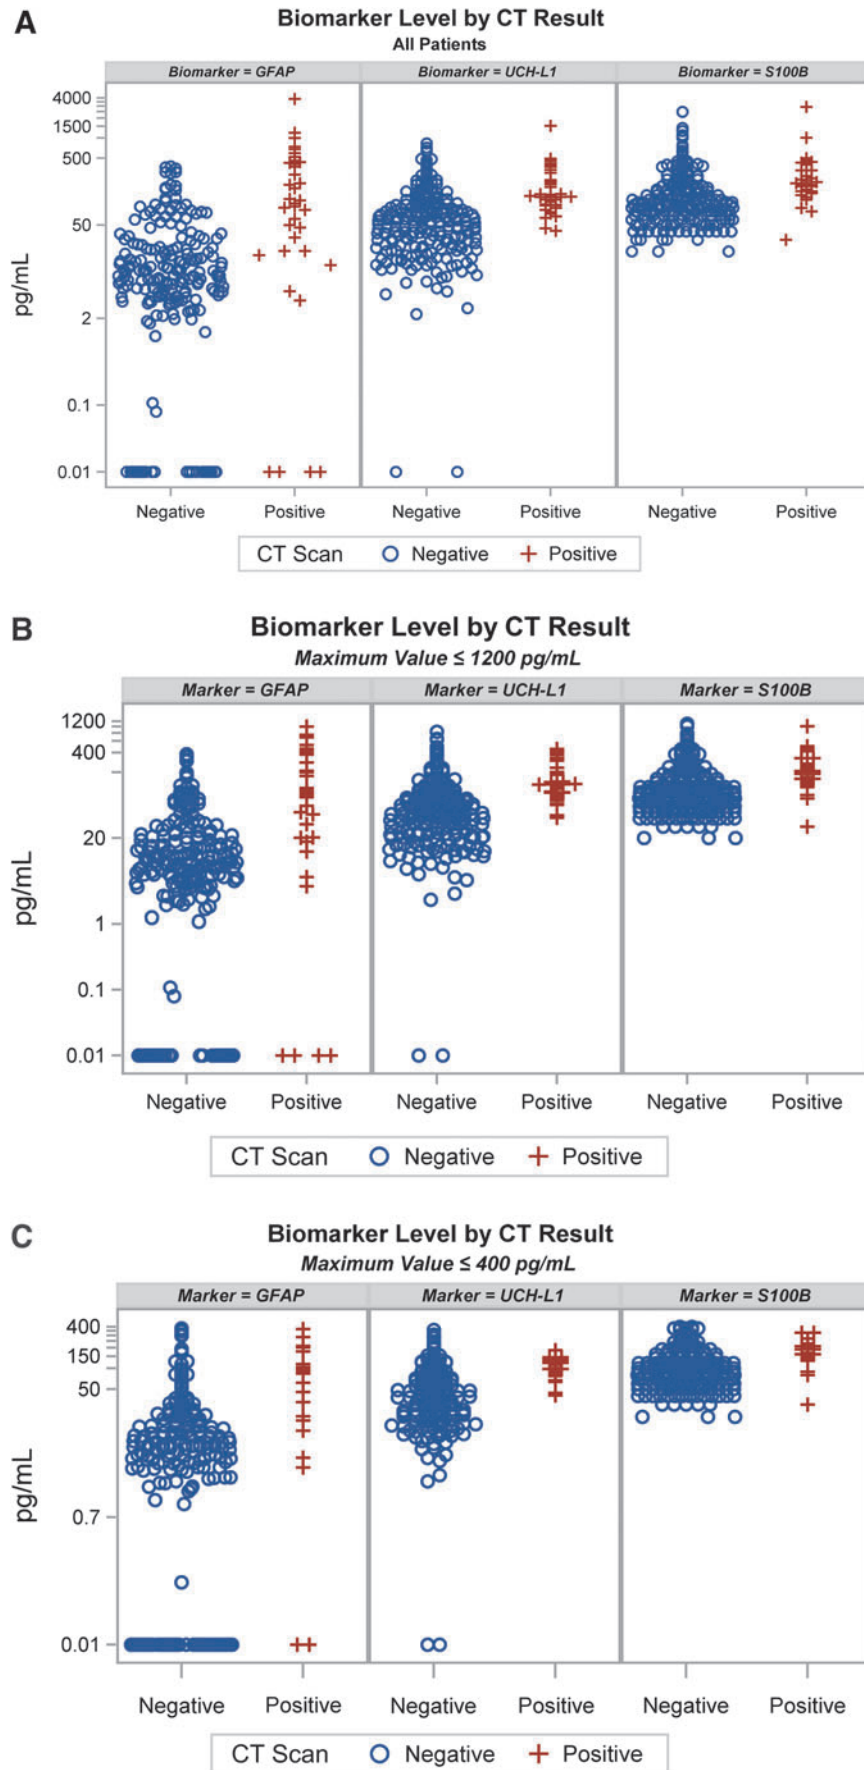 A
Biomarker Level by CT Result
All Patients
Biomarker = GFAP Biomarker = UCH-L1 Biomarker = S100B
4000
1500
500
50
2
0.1
0.01
pg/mL
Negative Positive Negative Positive Negative Positive
CT Scan Negative Positive
B
Biomarker Level by CT Result
Maximum Value ≤ 1200 pg/mL
Marker = GFAP Marker = UCH-L1 Marker = S100B
1200
400
20
1
0.1
0.01
pg/mL
Negative Positive Negative Positive Negative Positive
CT Scan Negative Positive
C
Biomarker Level by CT Result
Maximum Value ≤ 400 pg/mL
Marker = GFAP Marker = UCH-L1 Marker = S100B
400
150
50
0.7
0.01
pg/mL
Negative Positive Negative Positive Negative Positive
CT Scan Negative Positive